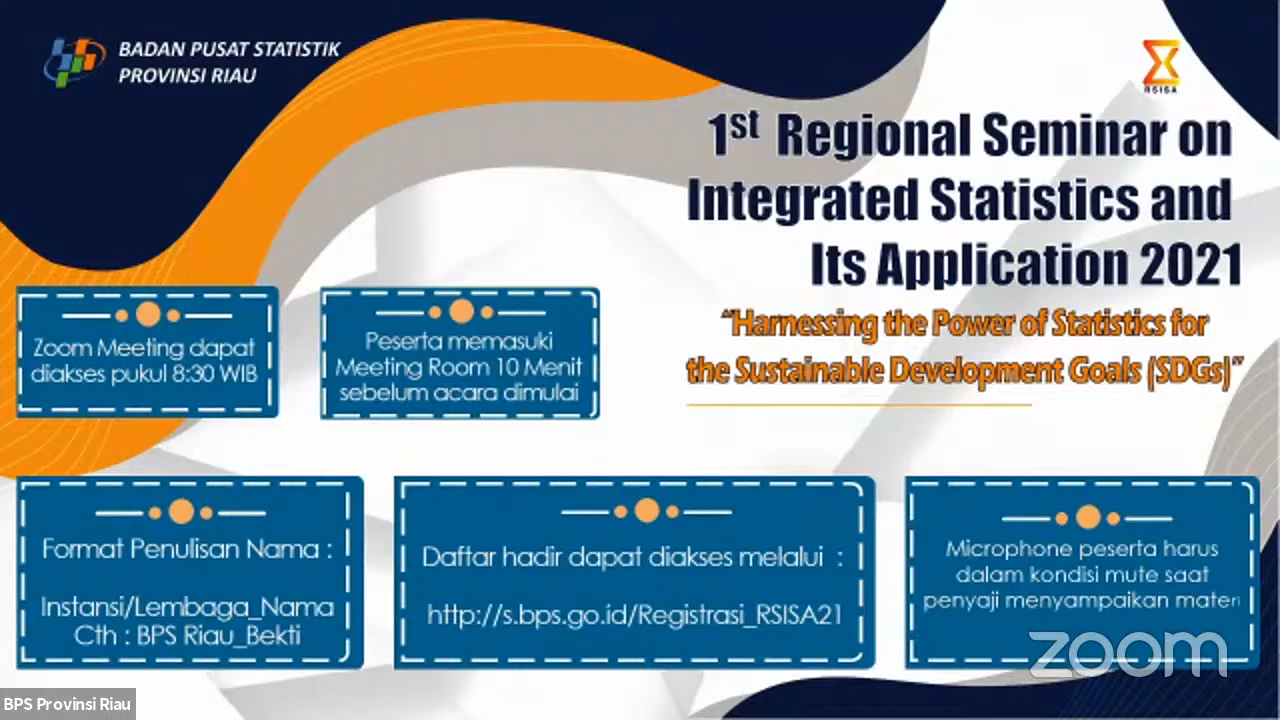 BADAN PUSAT STATISTIK
PROVINSI RIAU
RSISA
1st Regional Seminar on
Integrated Statistics and
Its Application 2021
"Harnessing the Power of Statistics for
the Sustainable Development Goals (SDGs)"
Zoom Meeting dapat
diakses pukul 8:30 WIB
Peserta memasuki
Meeting Room 10 Menit
sebelum acara dimulai
Format Penulisan Nama :
Instansi/Lembaga_Nama
Cth : BPS Riau_Bekti
Daftar hadir dapat diakses melalui :
http://s.bps.go.id/Registrasi_RSISA21
Microphone peserta harus
dalam kondisi mute saat
penyaji menyampaikan materi
zoom
BPS Provinsi Riau